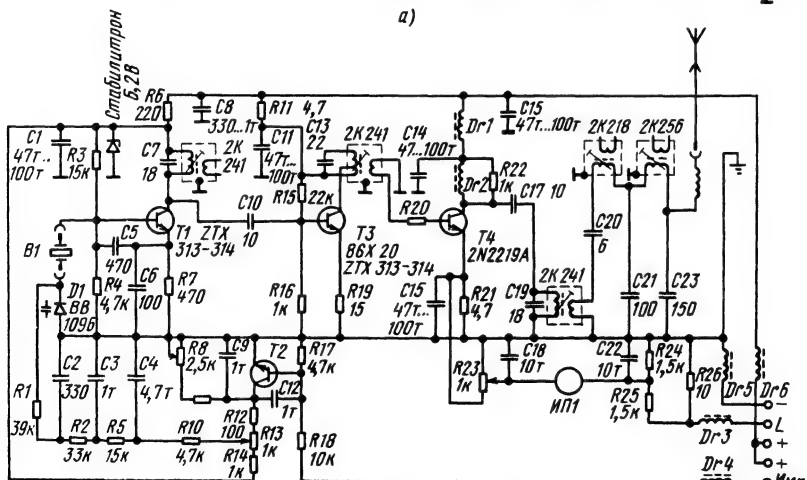 а)
Стабилитрон
6,2В
R6
220
C8
330...1т
R11
4,7
C11
47т...
100т
C13
22
2К241
C14
47...100т
Dr1
C15
47т...100т
2К218
2К256
C1
47т...
100т
R3
15к
C7
18
2К
241
Dr2
R22
1к
C17 10
R15
22к
C10
10
R20
C20
6
B1
C5
470
T1 ZTX
313-314
T3
BGX 20
ZTX 313-314
T4
2N2219A
2К241
D1
BB
109Б
R4
4,7к
C6
100
R7
470
R16
1к
R19
15
C15
47т...
100т
R21
4,7
C19
18
C21
100
C23
150
C2
330
C3
1т
C4
4,7т
R8
2,5к
C9
1т
T2
R17
4,7к
C12
1т
R23
1к
C18
10т
C22
10т
R24
1,5к
R26
10
Dr5
Dr6
R1
39к
R2
33к
R5
15к
R10
4,7к
R12
100
R13
1к
R14
1к
R18
10к
ИП1
R25
1,5к
Dr3
−
L
+
Dr4
+